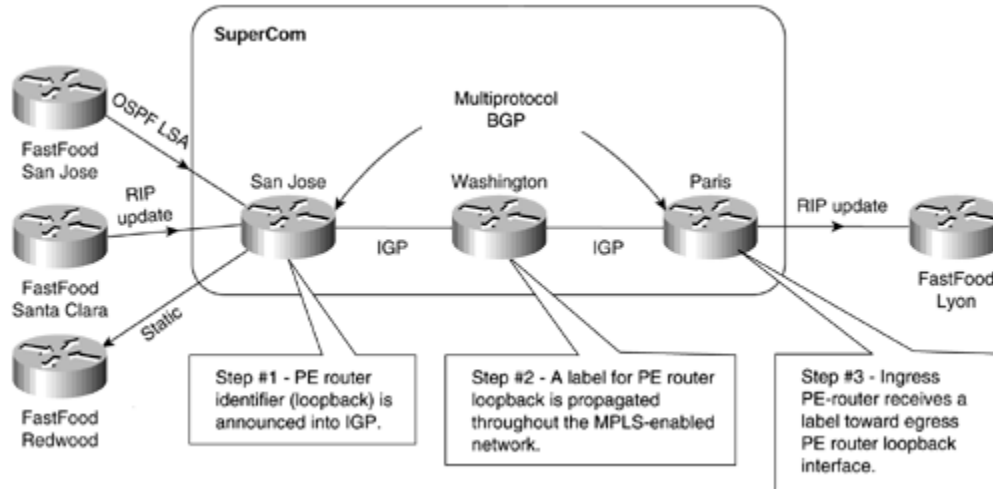 SuperCom
Multiprotocol
BGP
OSPF LSA
FastFood
San Jose
San Jose
Washington
Paris
RIP
update
RIP update
IGP
IGP
FastFood
Santa Clara
FastFood
Lyon
Static
FastFood
Redwood
Step #1 - PE router
identifier (loopback) is
announced into IGP.
Step #2 - A label for PE router
loopback is propagated
throughout the MPLS-enabled
network.
Step #3 - Ingress
PE-router receives a
label toward egress
PE router loopback
interface.